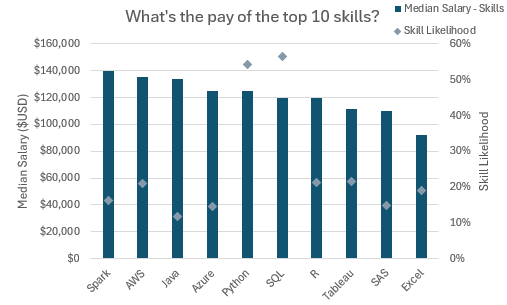 What's the pay of the top 10 skills?
Median Salary - Skills
Skill Likelihood
$160,000
$140,000
$120,000
$100,000
$80,000
$60,000
$40,000
$20,000
$0
Median Salary ($USD)
60%
50%
40%
30%
20%
10%
0%
Skill Likelihood
Spark
AWS
Java
Azure
Python
SQL
R
Tableau
SAS
Excel